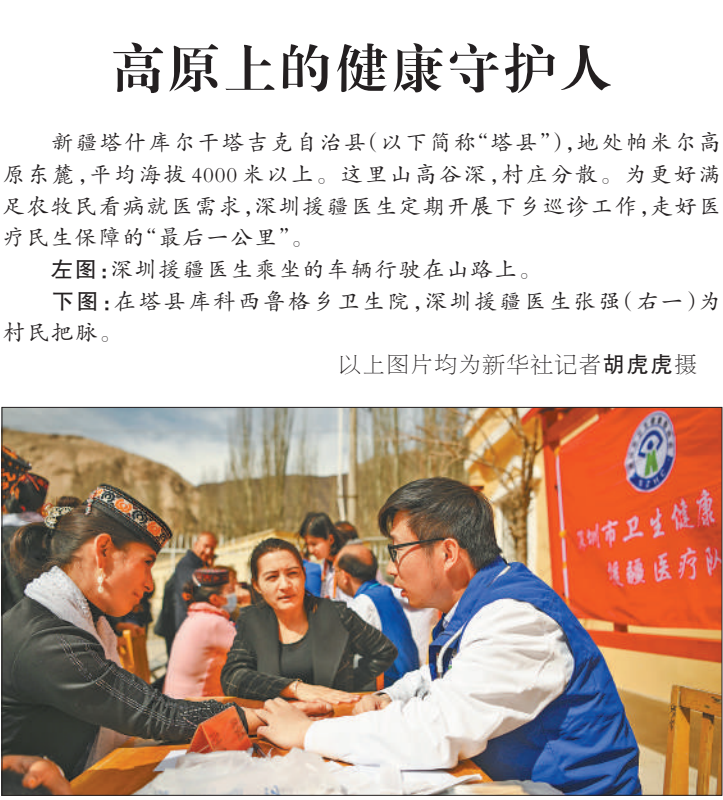 高原上的健康守护人
新疆塔什库尔干塔吉克自治县(以下简称“塔县”),地处帕米尔高
原东麓,平均海拔4000米以上。这里山高谷深,村庄分散。为更好满
足农牧民看病就医需求,深圳援疆医生定期开展下乡巡诊工作,走好医
疗民生保障的“最后一公里”。
左图:深圳援疆医生乘坐的车辆行驶在山路上。
下图:在塔县库科西鲁格乡卫生院,深圳援疆医生张强(右一)为
村民把脉。
以上图片均为新华社记者胡虎虎摄
深圳市卫生健康
援疆医疗队